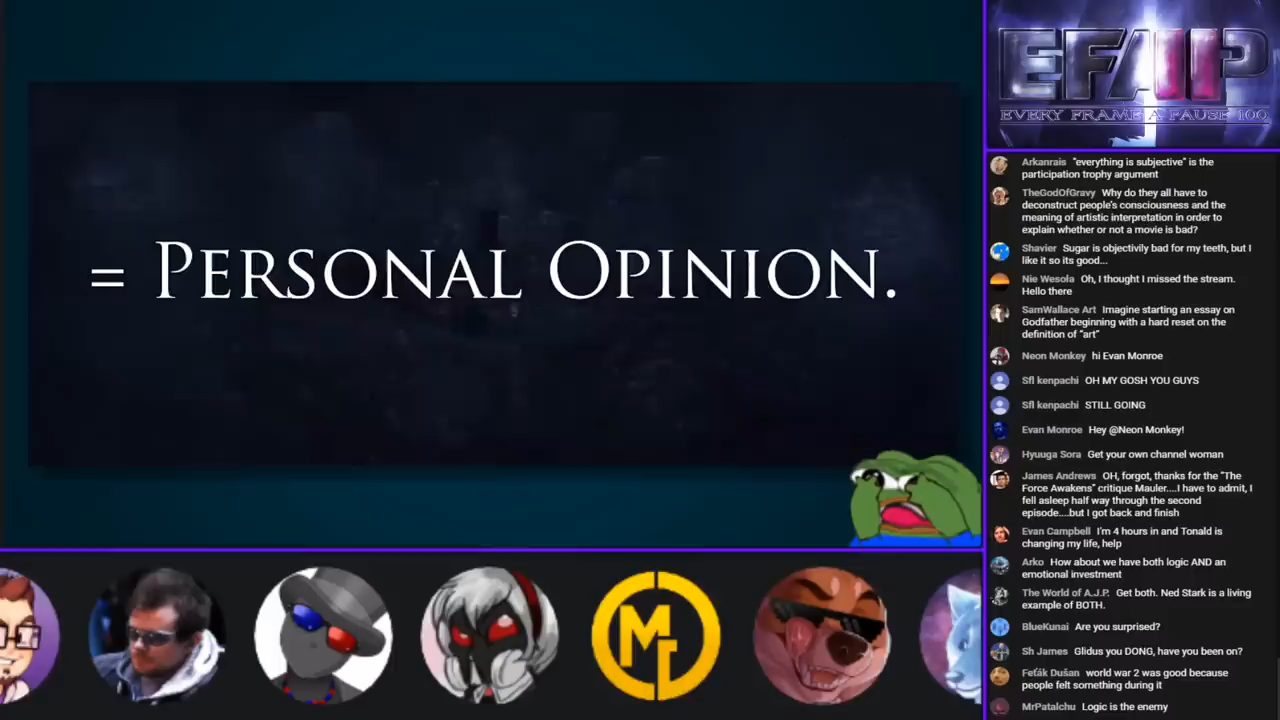 = PERSONAL OPINION.
EFAP
EVERY FRAME A PAUSE 100
Arkanrais "everything is subjective" is the
participation trophy argument
TheGodOfGravy Why do they all have to
deconstruct people's consciousness and the
meaning of artistic interpretation in order to
explain whether or not a movie is bad?
Shavier Sugar is objectivily bad for my teeth, but I
like it so its good...
Nie Wesoła Oh, I thought I missed the stream.
Hello there
SamWallace Art Imagine starting an essay on
Godfather beginning with a hard reset on the
definition of "art"
Neon Monkey hi Evan Monroe
Sfl kenpachi OH MY GOSH YOU GUYS
Sfl kenpachi STILL GOING
Evan Monroe Hey @Neon Monkey!
Hyuuga Sora Get your own channel woman
James Andrews OH, forgot, thanks for the "The
Force Awakens" critique Mauler....I have to admit, I
fell asleep half way through the second
episode....but I got back and finish
Evan Campbell I'm 4 hours in and Tonald is
changing my life, help
Arko How about we have both logic AND an
emotional investment
The World of A.J.P. Get both. Ned Stark is a living
example of BOTH.
BlueKunai Are you surprised?
Sh James Glidus you DONG, have you been on?
Feťák Dušan world war 2 was good because
people felt something during it
MrPatalchu Logic is the enemy